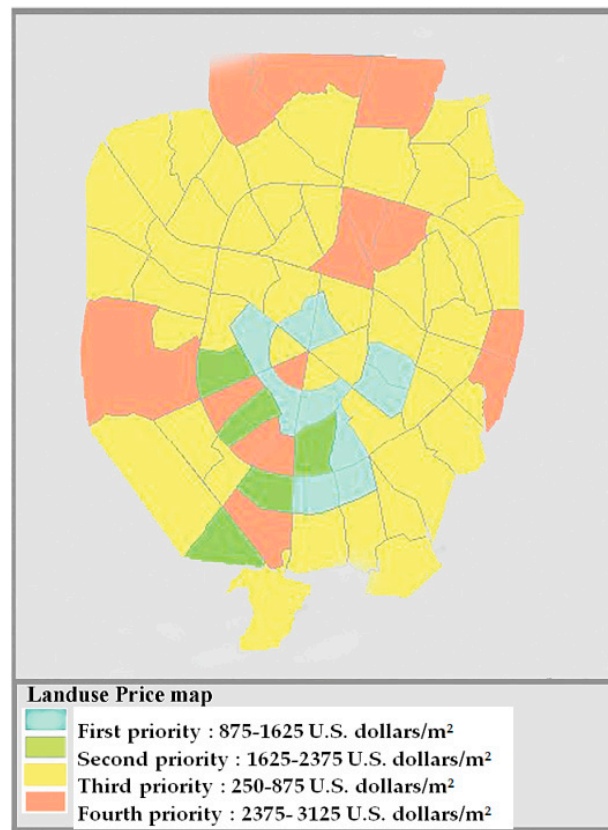 Landuse Price map
First priority : 875-1625 U.S. dollars/m²
Second priority : 1625-2375 U.S. dollars/m²
Third priority : 250-875 U.S. dollars/m²
Fourth priority : 2375- 3125 U.S. dollars/m²